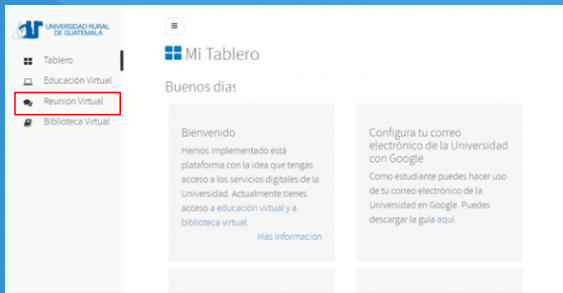 UNIVERSIDAD RURAL
DE GUATEMALA
Tablero
Educación Virtual
Reunión Virtual
Biblioteca Virtual
Mi Tablero
Buenos días
Bienvenido
Hemos implementado está
plataforma con la idea que tengas
acceso a los servicios digitales de la
Universidad. Actualmente tienes
acceso a educación virtual y a
biblioteca virtual.
Más información
Configura tu correo
electrónico de la Universidad
con Google
Como estudiante puedes hacer uso
de tu correo electrónico de la
Universidad en Google. Puedes
descargar la guía aquí.